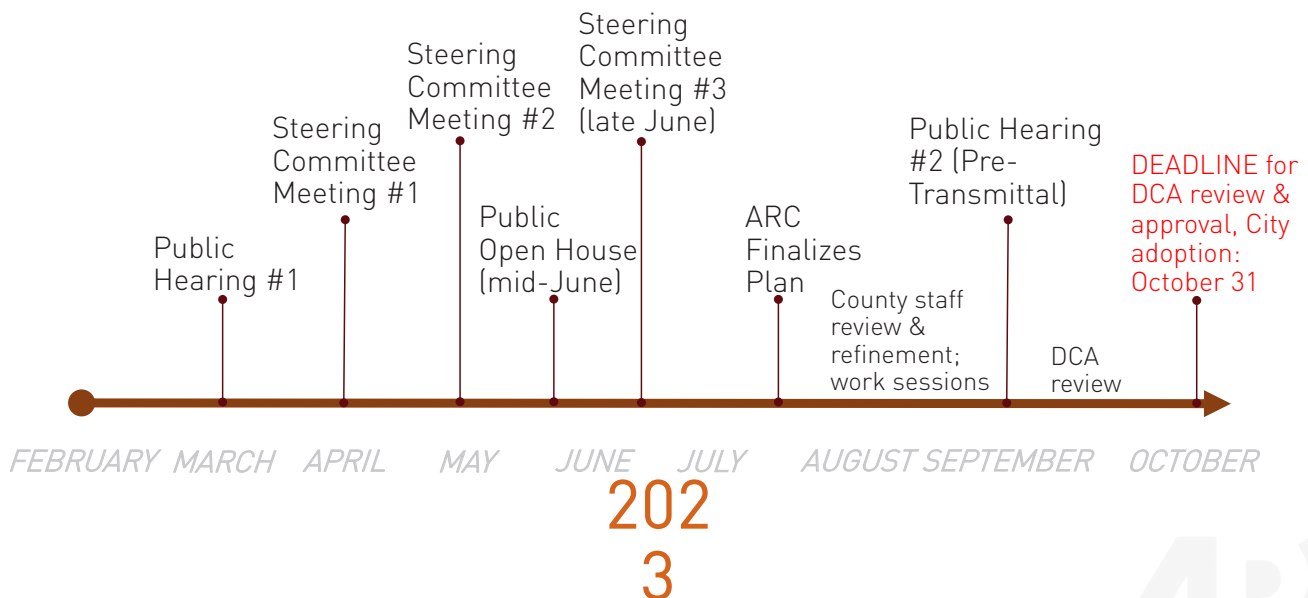 Steering
Committee
Meeting #3
(late June)
Steering
Committee
Meeting #2
Steering
Committee
Meeting #1
Public Hearing
#2 (Pre-
Transmittal)
DEADLINE for
DCA review &
approval, City
adoption:
October 31
Public
Hearing #1
Public
Open House
(mid-June)
ARC
Finalizes
Plan
County staff
review &
refinement;
work sessions
DCA
review
FEBRUARY MARCH APRIL MAY JUNE JULY AUGUST SEPTEMBER OCTOBER
202
3